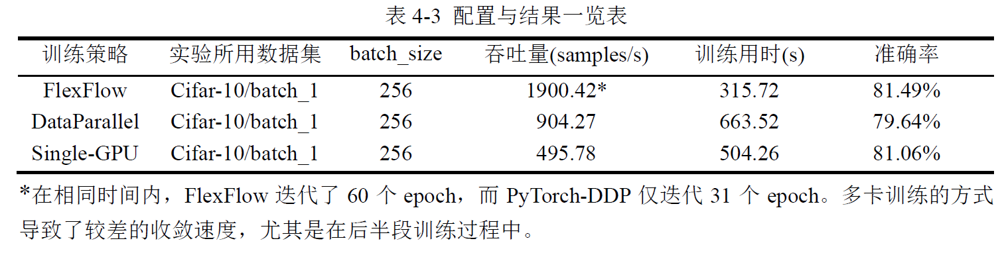 表 4-3 配置与结果一览表
训练策略 实验所用数据集 batch_size 吞吐量(samples/s) 训练用时(s) 准确率
FlexFlow Cifar-10/batch_1 256 1900.42* 315.72 81.49%
DataParallel Cifar-10/batch_1 256 904.27 663.52 79.64%
Single-GPU Cifar-10/batch_1 256 495.78 504.26 81.06%
*在相同时间内，FlexFlow 迭代了 60 个 epoch，而 PyTorch-DDP 仅迭代 31 个 epoch。多卡训练的方式
导致了较差的收敛速度，尤其是在后半段训练过程中。